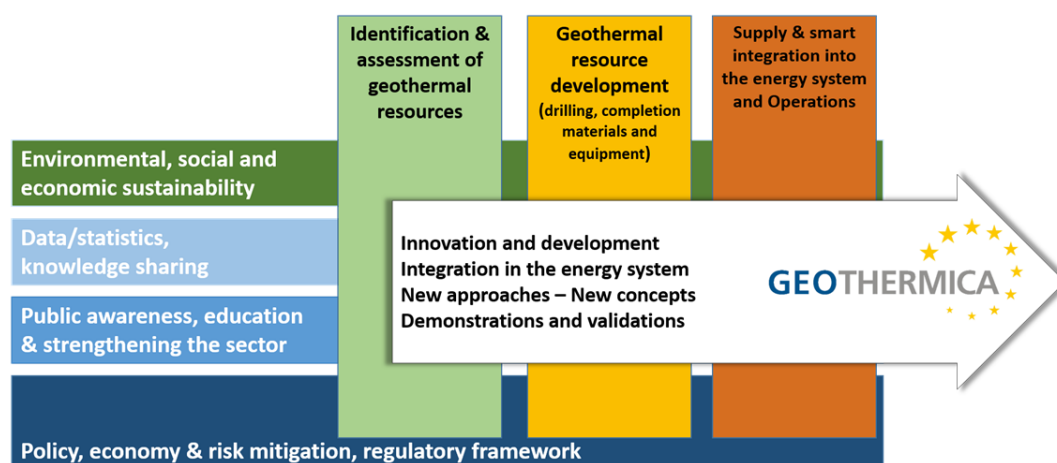 Identification &
assessment of
geothermal
resources
Geothermal
resource
development
(drilling, completion
materials and
equipment)
Supply & smart
integration into
the energy system
and Operations
Environmental, social and
economic sustainability
Data/statistics,
knowledge sharing
Public awareness, education
& strengthening the sector
Policy, economy & risk mitigation, regulatory framework
Innovation and development
Integration in the energy system
New approaches – New concepts
Demonstrations and validations
GEOTHERMICA